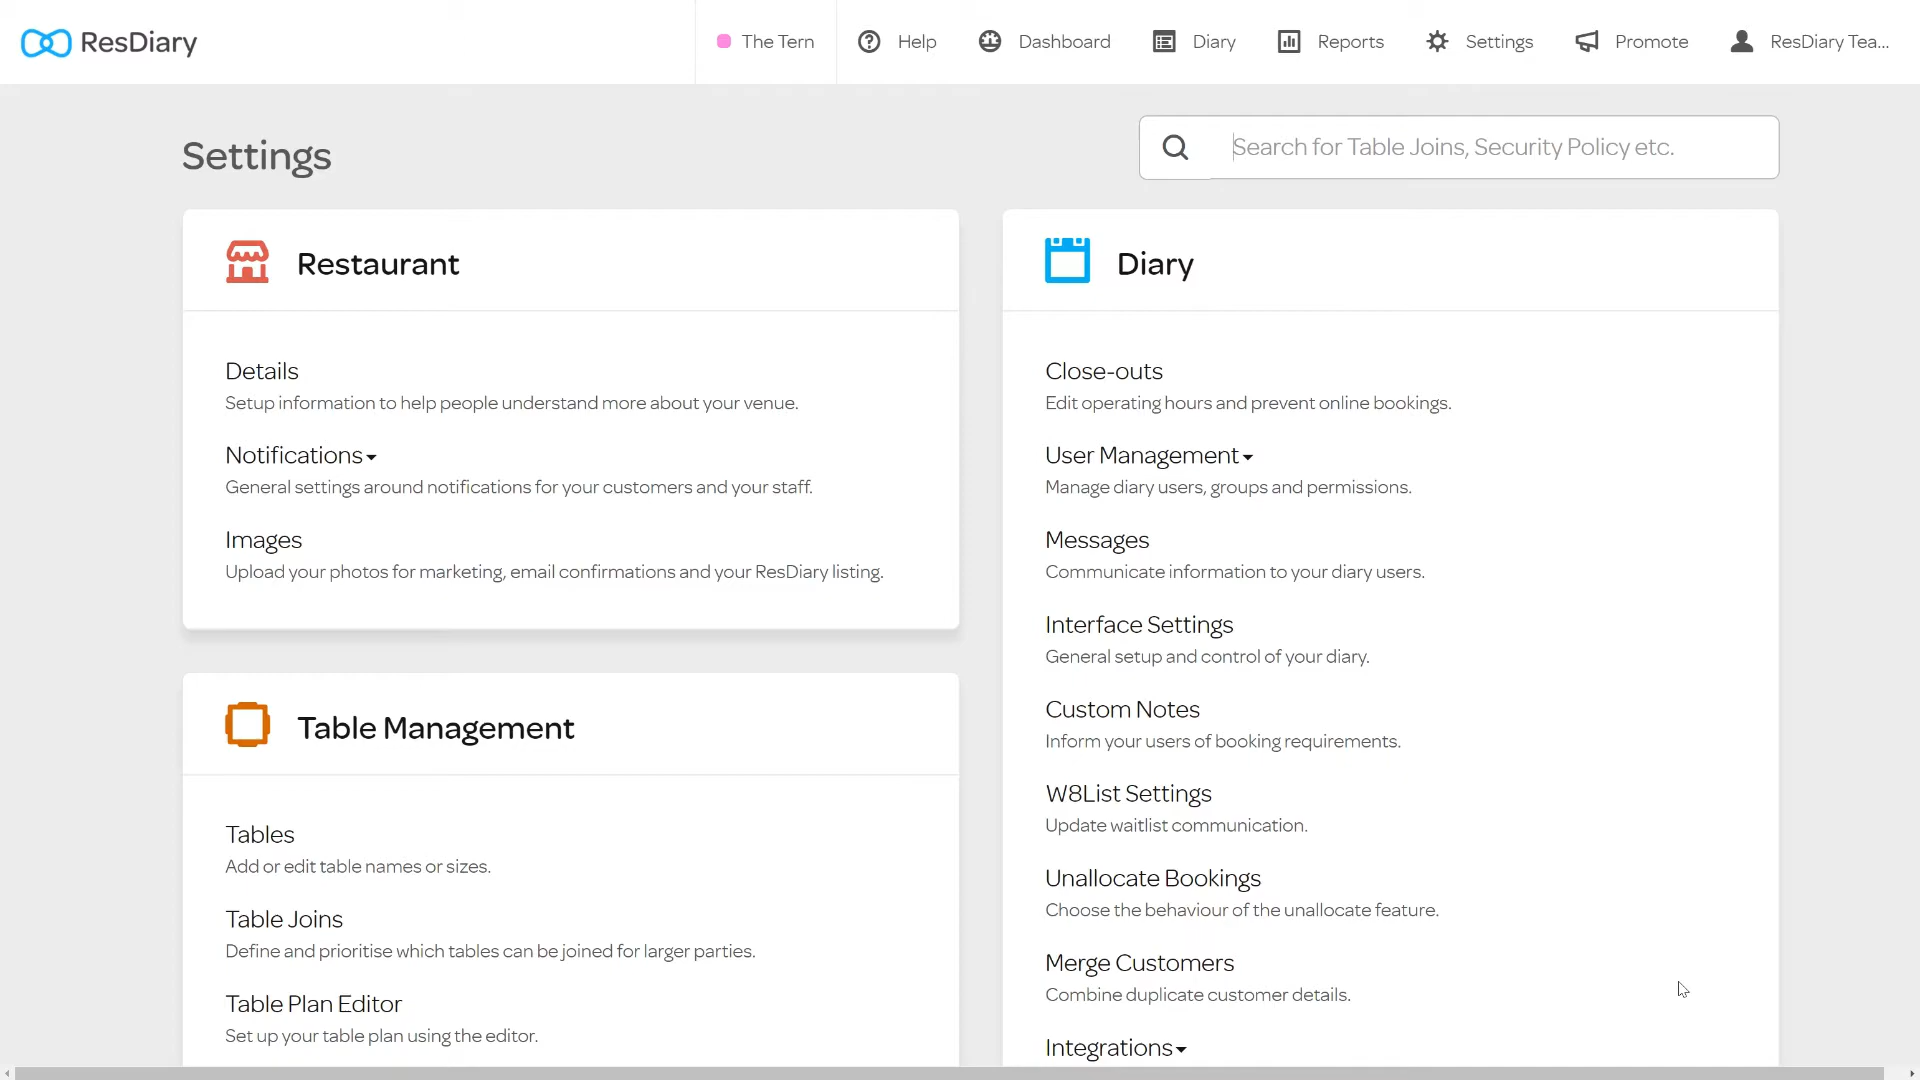 ResDiary
The Tern
Help
Dashboard
Diary
Reports
Settings
Promote
ResDiary Tea...
Settings
Search for Table Joins, Security Policy etc.
Restaurant
Details
Setup information to help people understand more about your venue.
Notifications
General settings around notifications for your customers and your staff.
Images
Upload your photos for marketing, email confirmations and your ResDiary listing.
Table Management
Tables
Add or edit table names or sizes.
Table Joins
Define and prioritise which tables can be joined for larger parties.
Table Plan Editor
Set up your table plan using the editor.
Diary
Close-outs
Edit operating hours and prevent online bookings.
User Management
Manage diary users, groups and permissions.
Messages
Communicate information to your diary users.
Interface Settings
General setup and control of your diary.
Custom Notes
Inform your users of booking requirements.
W8List Settings
Update waitlist communication.
Unallocate Bookings
Choose the behaviour of the unallocate feature.
Merge Customers
Combine duplicate customer details.
Integrations